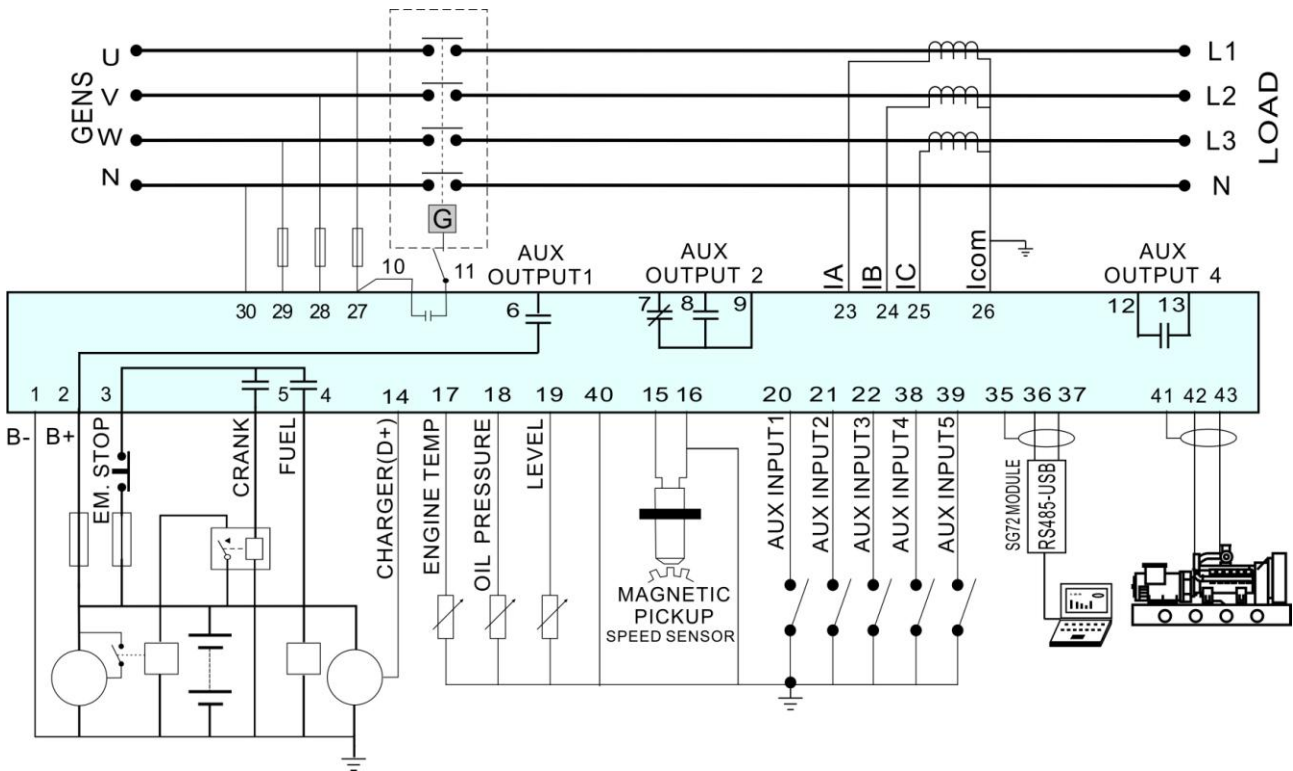 GENS
U
V
W
N
L1
L2
L3
N
LOAD
G
10
11
AUX
OUTPUT1
AUX
OUTPUT 2
IA
IB
IC
Icom
AUX
OUTPUT 4
30
29
28
27
6
7
8
9
23
24
25
26
12
13
1
2
3
5
4
14
17
18
19
40
15
16
20
21
22
38
39
35
36
37
41
42
43
B-
B+
EM. STOP
CRANK
FUEL
CHARGER(D+)
ENGINE TEMP
OIL PRESSURE
LEVEL
MAGNETIC
PICKUP
SPEED SENSOR
AUX INPUT1
AUX INPUT2
AUX INPUT3
AUX INPUT4
AUX INPUT5
SG72 MODULE
RS485-USB